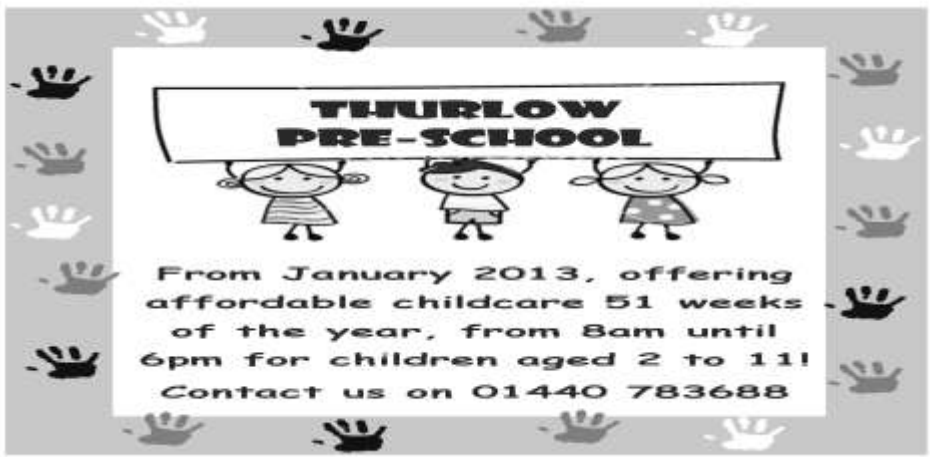 THURLOW
PRE-SCHOOL
From January 2013, offering
affordable childcare 51 weeks
of the year, from 8am until
6pm for children aged 2 to 11!
Contact us on 01440 783688